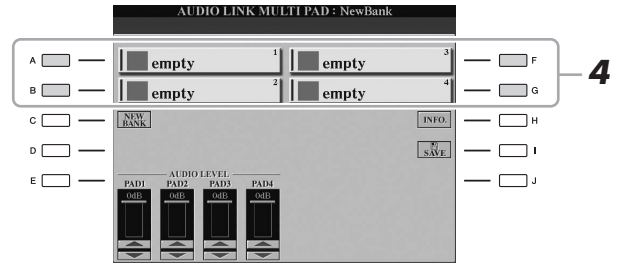 AUDIO LINK MULTI PAD : NewBank
A empty 1 empty 3 F
4
B empty 2 empty 4 G
C NEW BANK INFO. H
D SAVE I
E J
AUDIO LEVEL
PAD1 PAD2 PAD3 PAD4
0dB 0dB 0dB 0dB